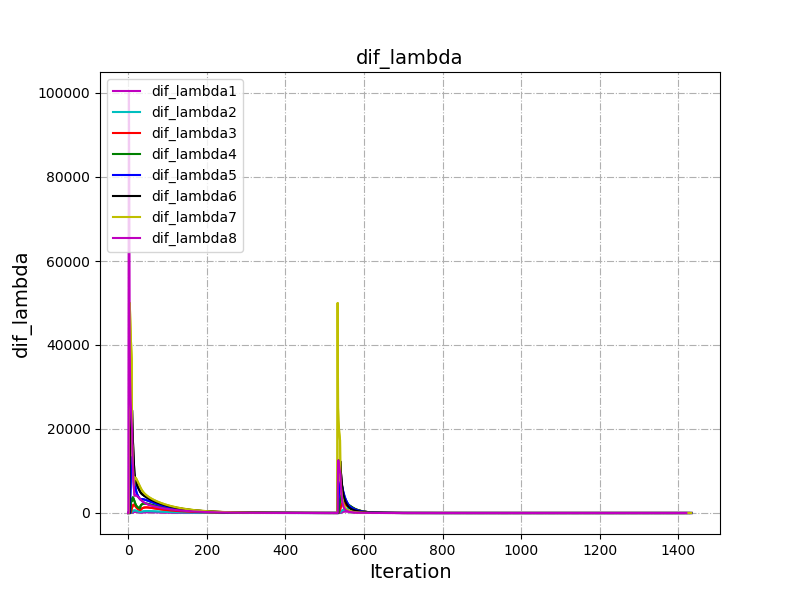 dif_lambda
100000
80000
60000
40000
20000
0
dif_lambda
dif_lambda1
dif_lambda2
dif_lambda3
dif_lambda4
dif_lambda5
dif_lambda6
dif_lambda7
dif_lambda8
0 200 400 600 800 1000 1200 1400
Iteration